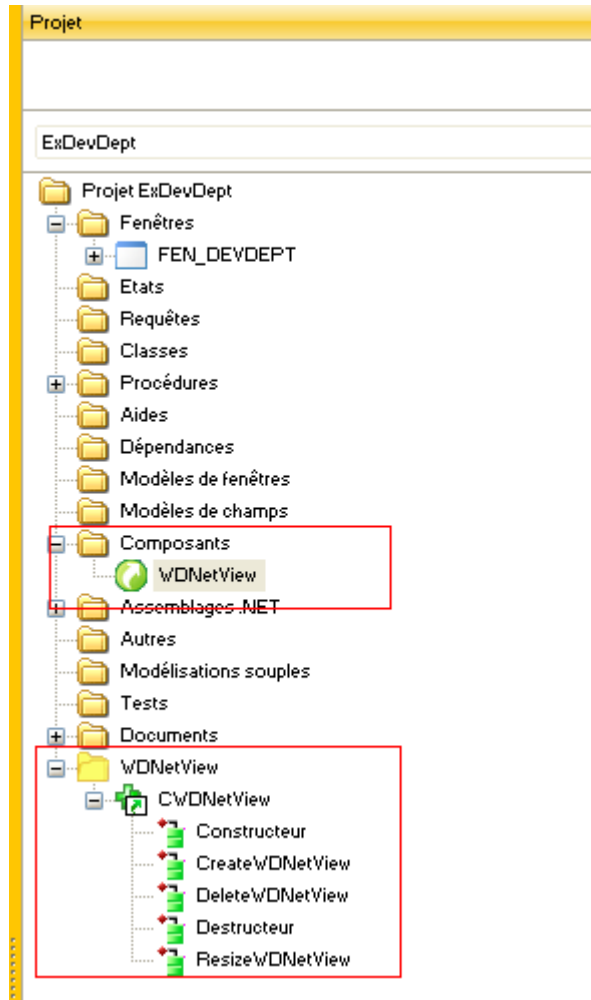 Projet
ExDevDept
Projet ExDevDept
Fenêtres
FEN_DEVDEPT
Etats
Requêtes
Classes
Procédures
Aides
Dépendances
Modèles de fenêtres
Modèles de champs
Composants
WDNetView
Assemblages .NET
Autres
Modélisations souples
Tests
Documents
WDNetView
CWDNetView
Constructeur
CreateWDNetView
DeleteWDNetView
Destructeur
ResizeWDNetView